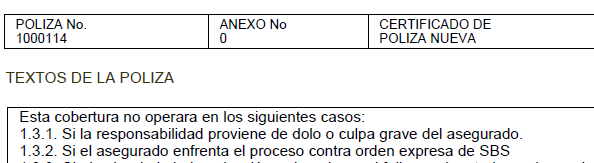 POLIZA No.
1000114
ANEXO No
0
CERTIFICADO DE
POLIZA NUEVA
TEXTOS DE LA POLIZA
Esta cobertura no operara en los siguientes casos:
1.3.1. Si la responsabilidad proviene de dolo o culpa grave del asegurado.
1.3.2. Si el asegurado enfrenta el proceso contra orden expresa de SBS